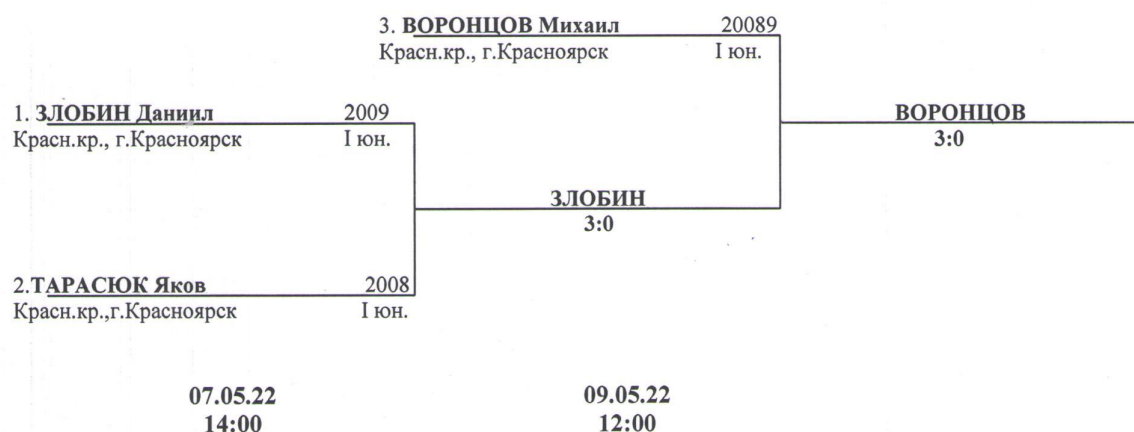 3. ВОРОНЦОВ Михаил 20089
Красн.кр., г.Красноярск I юн.
1. ЗЛОБИН Даниил 2009
Красн.кр., г.Красноярск I юн.
ВОРОНЦОВ
3:0
ЗЛОБИН
3:0
2.ТАРАСЮК Яков 2008
Красн.кр.,г.Красноярск I юн.
07.05.22 09.05.22
14:00 12:00